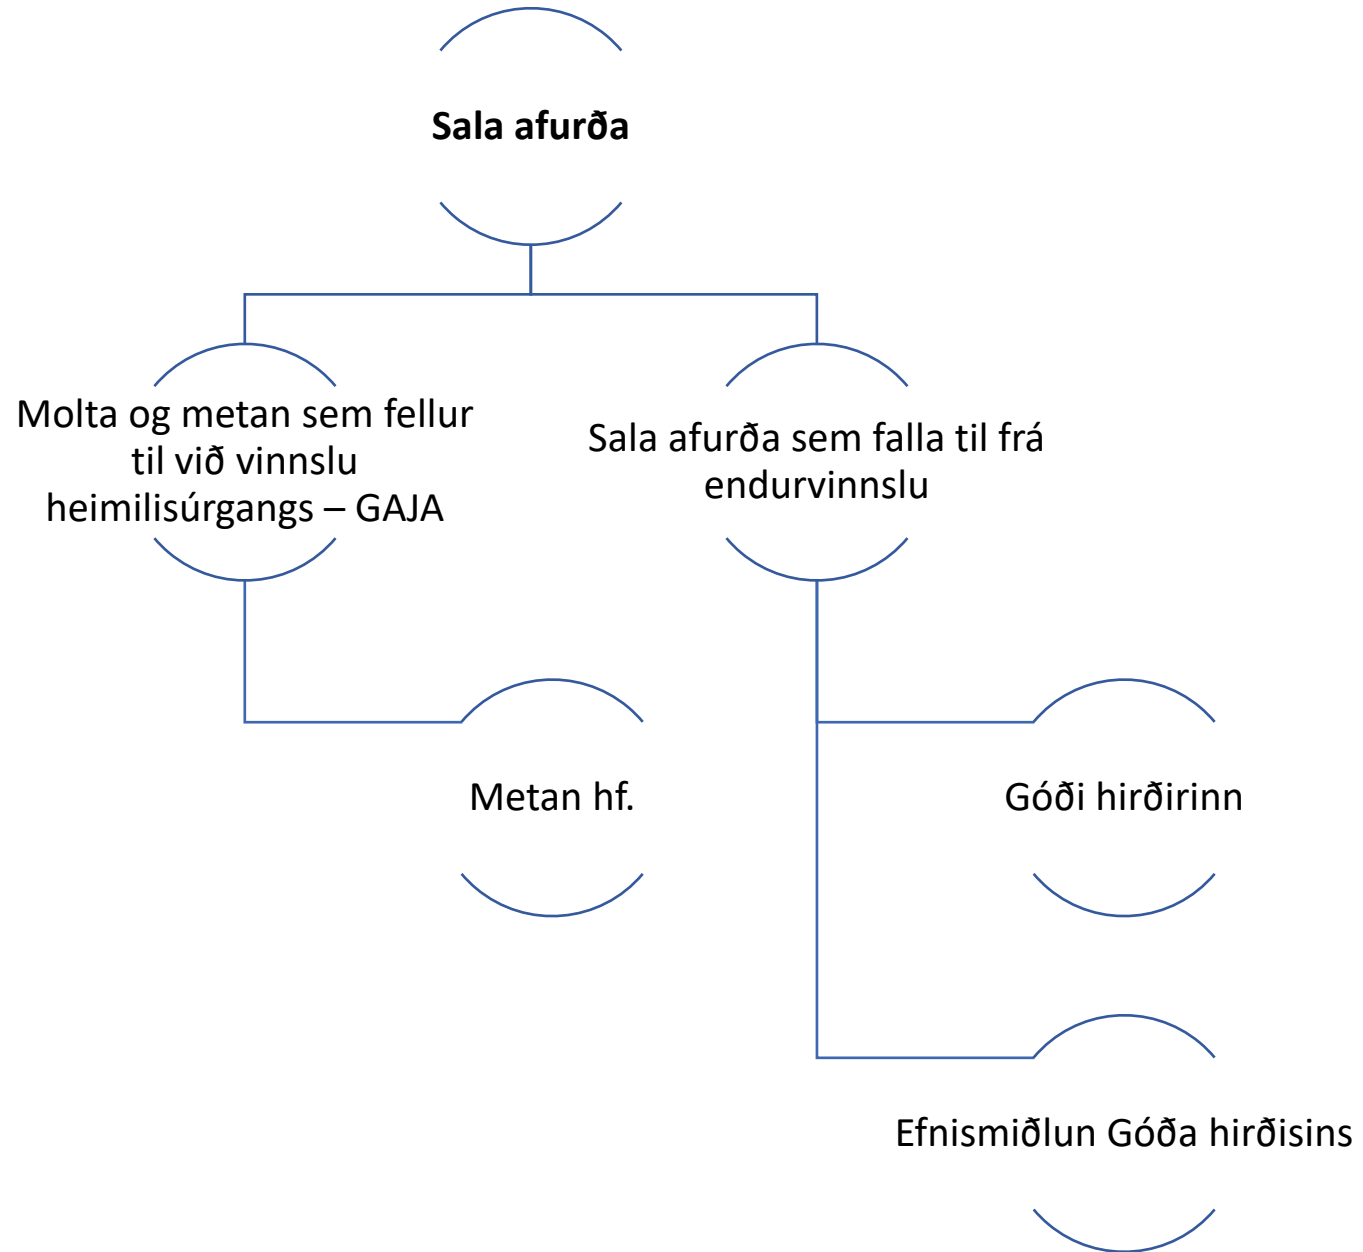 Sala afurða
Molta og metan sem fellur
til við vinnslu
heimilisúrgangs – GAJA
Sala afurða sem falla til frá
endurvinnslu
Metan hf.
Góði hirðirinn
Efnismiðlun Góða hirðisins